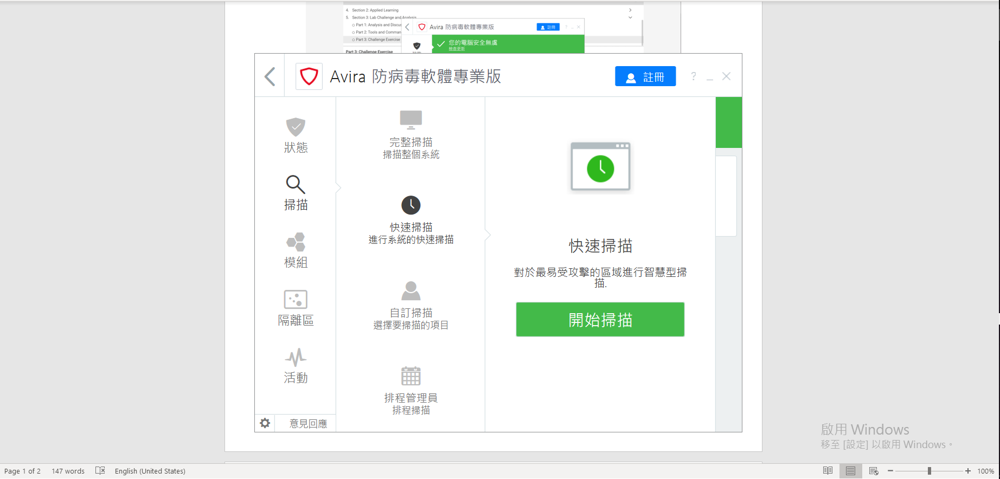 4. Section 2: Applied Learning
5. Section 3: Lab Challenge and Analysis
Part 1: Analysis and Discus
Part 2: Tools and Comman
Part 3: Challenge Exercise
Part 3: Challenge Exercise
Avira 防病毒軟體專業版
註冊
?
您的電腦安全無虞
檢查更新
Avira 防病毒軟體專業版
註冊
?
狀態
掃描
模組
隔離區
活動
意見回應
完整掃描
掃描整個系統
快速掃描
進行系統的快速掃描
自訂掃描
選擇要掃描的項目
排程管理員
排程掃描
快速掃描
對於最易受攻擊的區域進行智慧型掃
描.
開始掃描
啟用 Windows
移至 [設定] 以啟用 Windows。
Page 1 of 2
147 words
English (United States)
100%